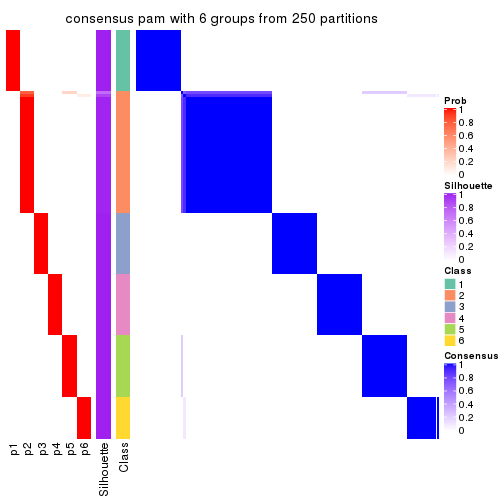 consensus pam with 6 groups from 250 partitions
Prob
1
0.8
0.6
0.4
0.2
0
Silhouette
1
0.8
0.6
0.4
0.2
0
Class
1
2
3
4
5
6
Consensus
1
0.8
0.6
0.4
0.2
0
p1
p2
p3
p4
p5
p6
Silhouette
Class